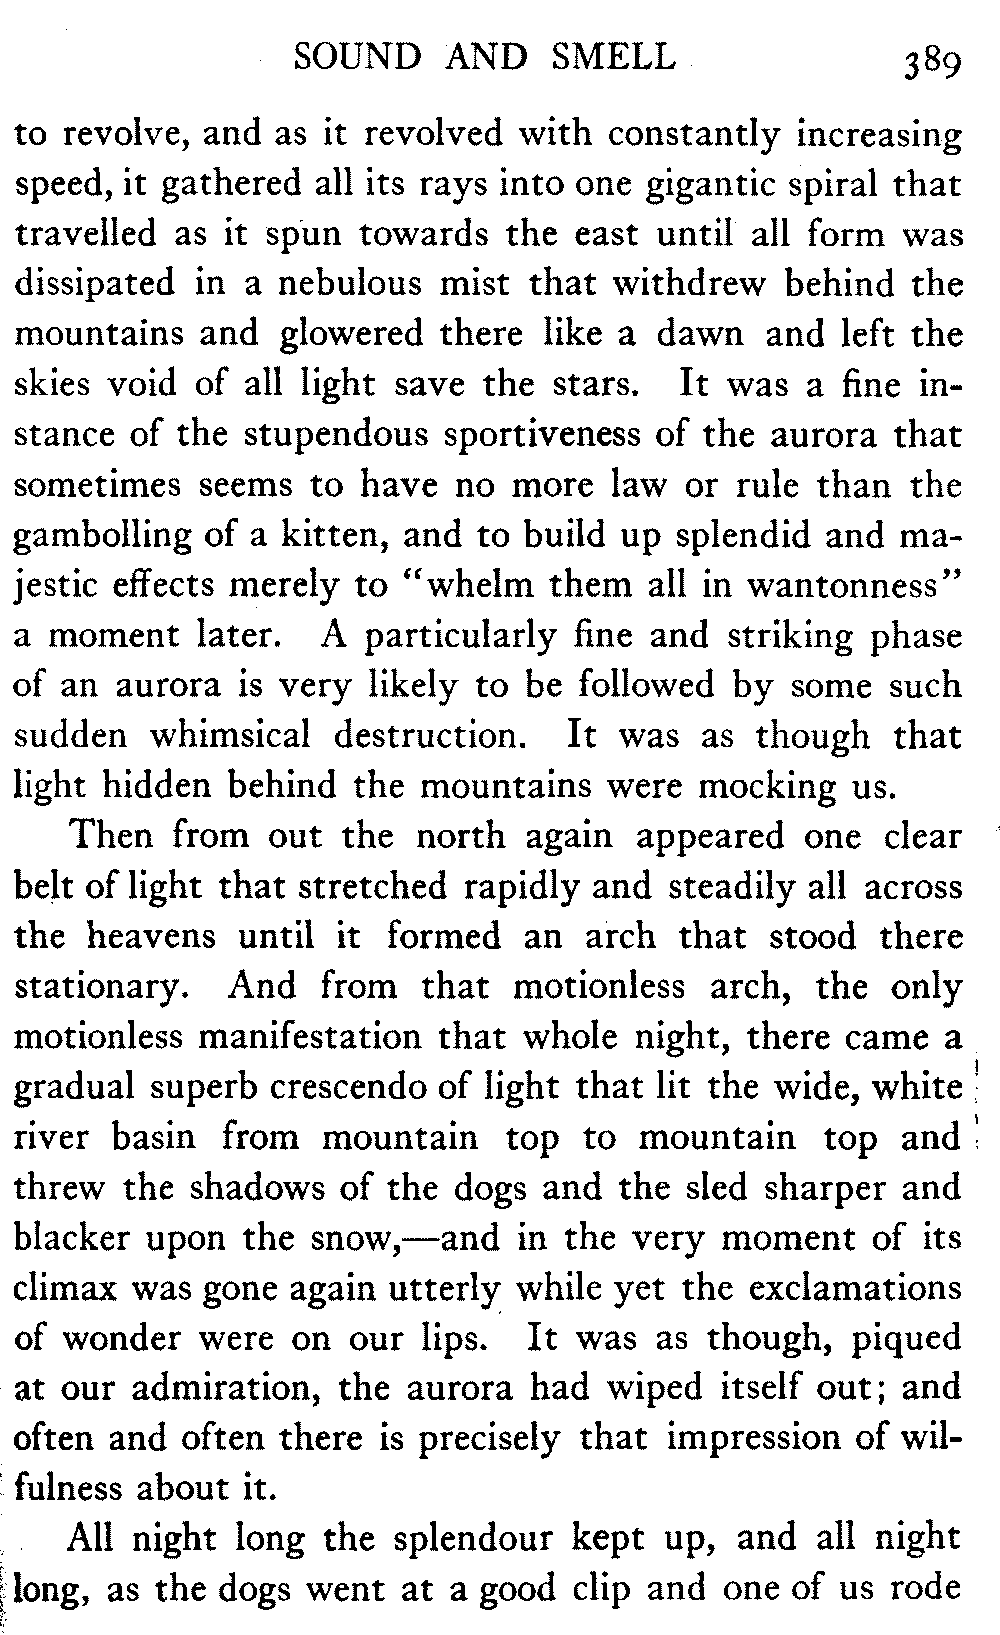 SOUND AND SMELL 389
to revolve, and as it revolved with constantly increasing
speed, it gathered all its rays into one gigantic spiral that
travelled as it spun towards the east until all form was
dissipated in a nebulous mist that withdrew behind the
mountains and glowered there like a dawn and left the
skies void of all light save the stars. It was a fine in-
stance of the stupendous sportiveness of the aurora that
sometimes seems to have no more law or rule than the
gambolling of a kitten, and to build up splendid and ma-
jestic effects merely to “whelm them all in wantonness”
a moment later. A particularly fine and striking phase
of an aurora is very likely to be followed by some such
sudden whimsical destruction. It was as though that
light hidden behind the mountains were mocking us.
Then from out the north again appeared one clear
belt of light that stretched rapidly and steadily all across
the heavens until it formed an arch that stood there
stationary. And from that motionless arch, the only
motionless manifestation that whole night, there came a
gradual superb crescendo of light that lit the wide, white
river basin from mountain top to mountain top and
threw the shadows of the dogs and the sled sharper and
blacker upon the snow,—and in the very moment of its
climax was gone again utterly while yet the exclamations
of wonder were on our lips. It was as though, piqued
at our admiration, the aurora had wiped itself out; and
often and often there is precisely that impression of wil-
fulness about it.
All night long the splendour kept up, and all night
long, as the dogs went at a good clip and one of us rode